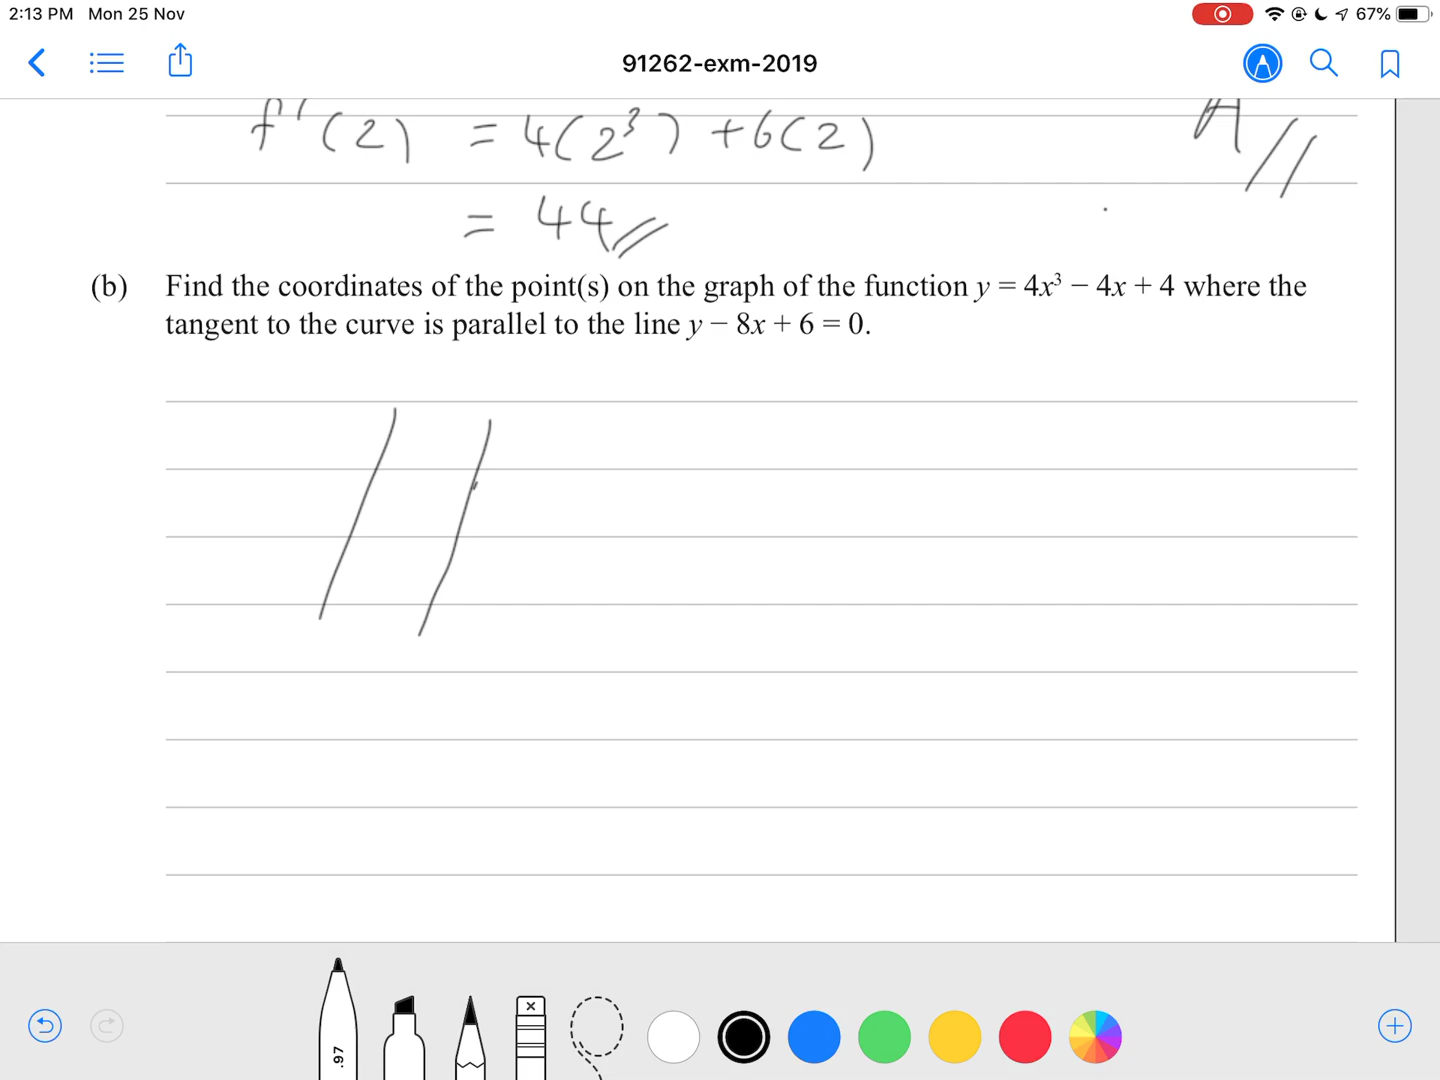 2:13 PM Mon 25 Nov 67%
91262-exm-2019
f'(2) = 4(2³) + 6(2) A //
= 44 //
(b) Find the coordinates of the point(s) on the graph of the function y = 4x³ − 4x + 4 where the
tangent to the curve is parallel to the line y − 8x + 6 = 0.
.97